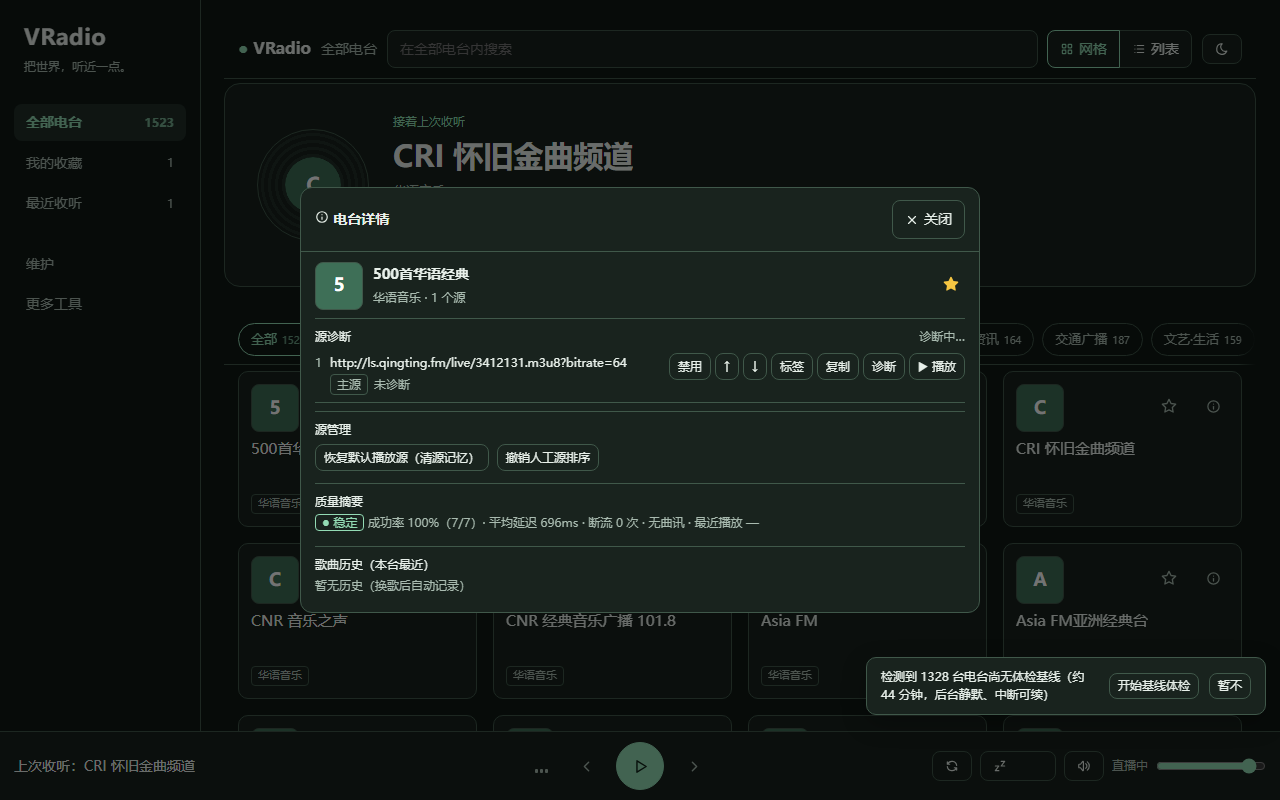 VRadio
把世界，听近一点。
全部电台 1523
我的收藏 1
最近收听 1
维护
更多工具
VRadio 全部电台
在全部电台内搜索
网格
列表
接着上次收听
C
CRI 怀旧金曲频道
电台详情
关闭
5
500首华语经典
华语音乐 · 1 个源
源诊断
诊断中…
1 http://ls.qingting.fm/live/3412131.m3u8?bitrate=64
禁用 ↑ ↓ 标签 复制 诊断 ▶ 播放
主源 未诊断
源管理
恢复默认播放源（清源记忆）
撤销人工源排序
质量摘要
● 稳定 成功率 100%（7/7）· 平均延迟 696ms · 断流 0 次 · 无曲讯 · 最近播放 —
歌曲历史（本台最近）
暂无历史（换歌后自动记录）
全部 152
资讯 164
交通广播 187
文艺·生活 159
5
500首华
华语音乐
C
CRI 怀旧金曲频道
华语音乐
C
CNR 音乐之声
华语音乐
CNR 经典音乐广播 101.8
华语音乐
Asia FM
华语音乐
A
Asia FM亚洲经典台
检测到 1328 台电台尚无体检基线（约
44 分钟，后台静默、中断可续）
开始基线体检
暂不
上次收听：CRI 怀旧金曲频道
…
zZ
直播中